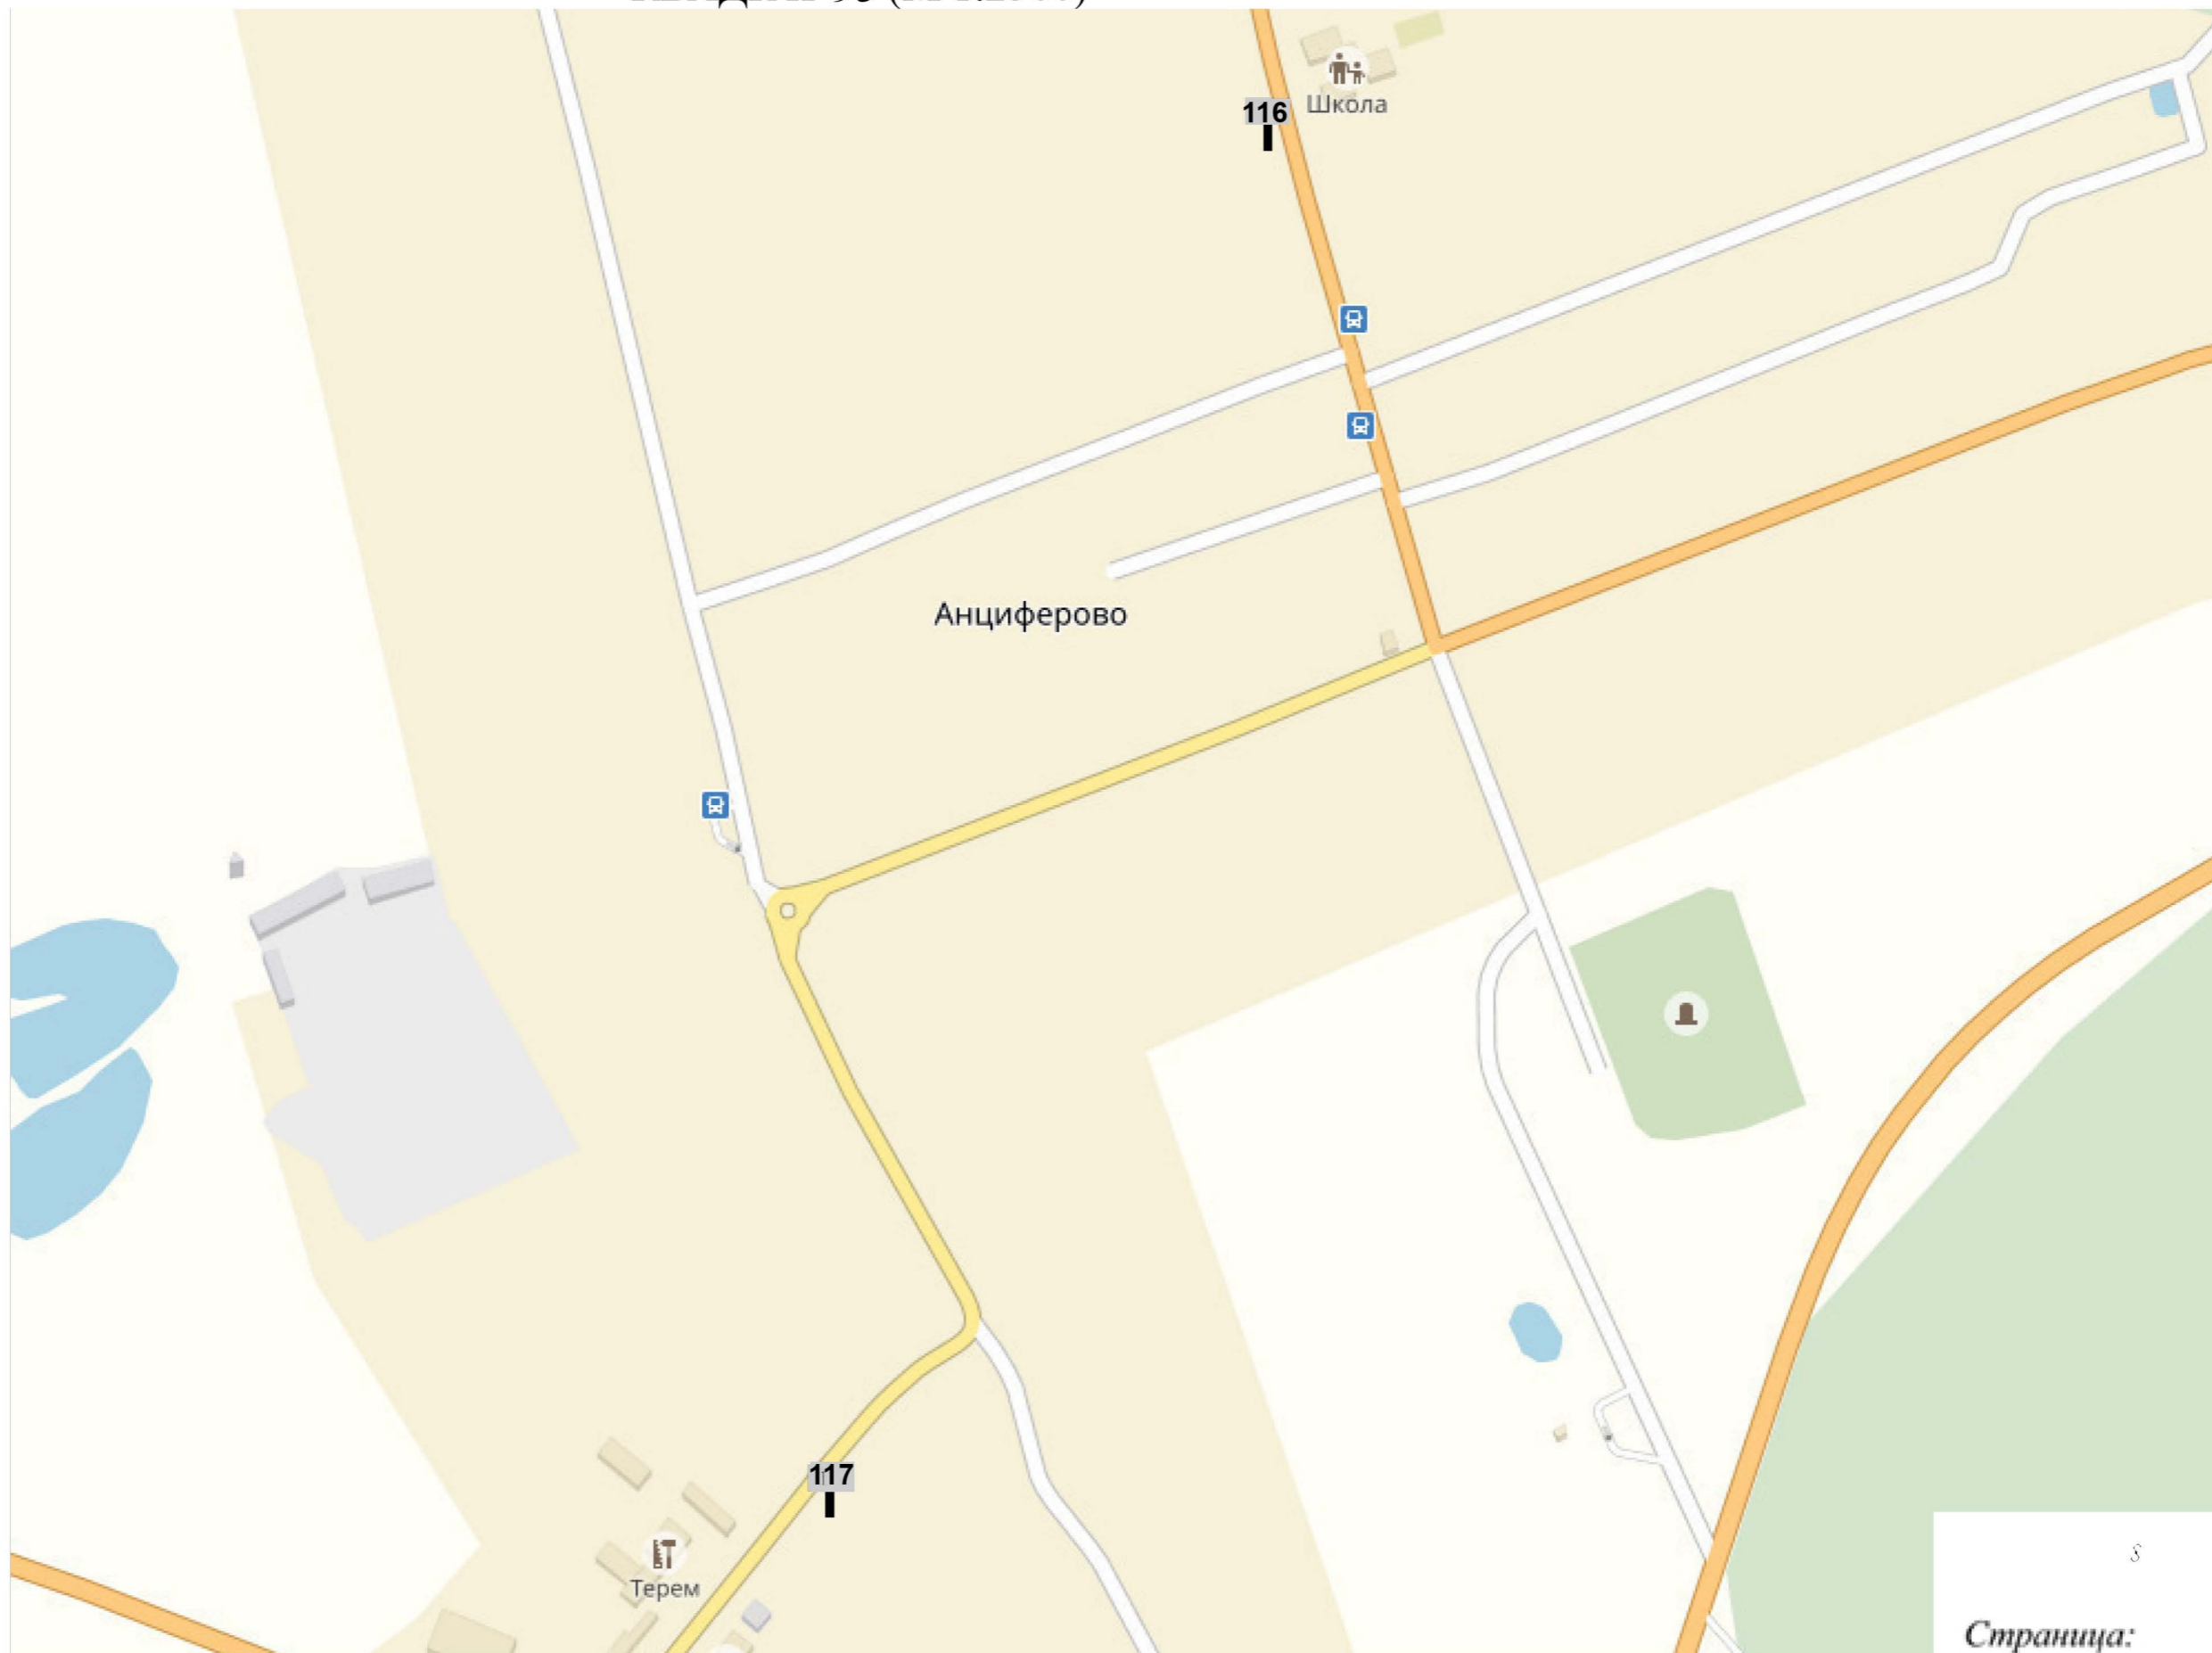 116
Школа
Анциферово
117
Терем
Страница: